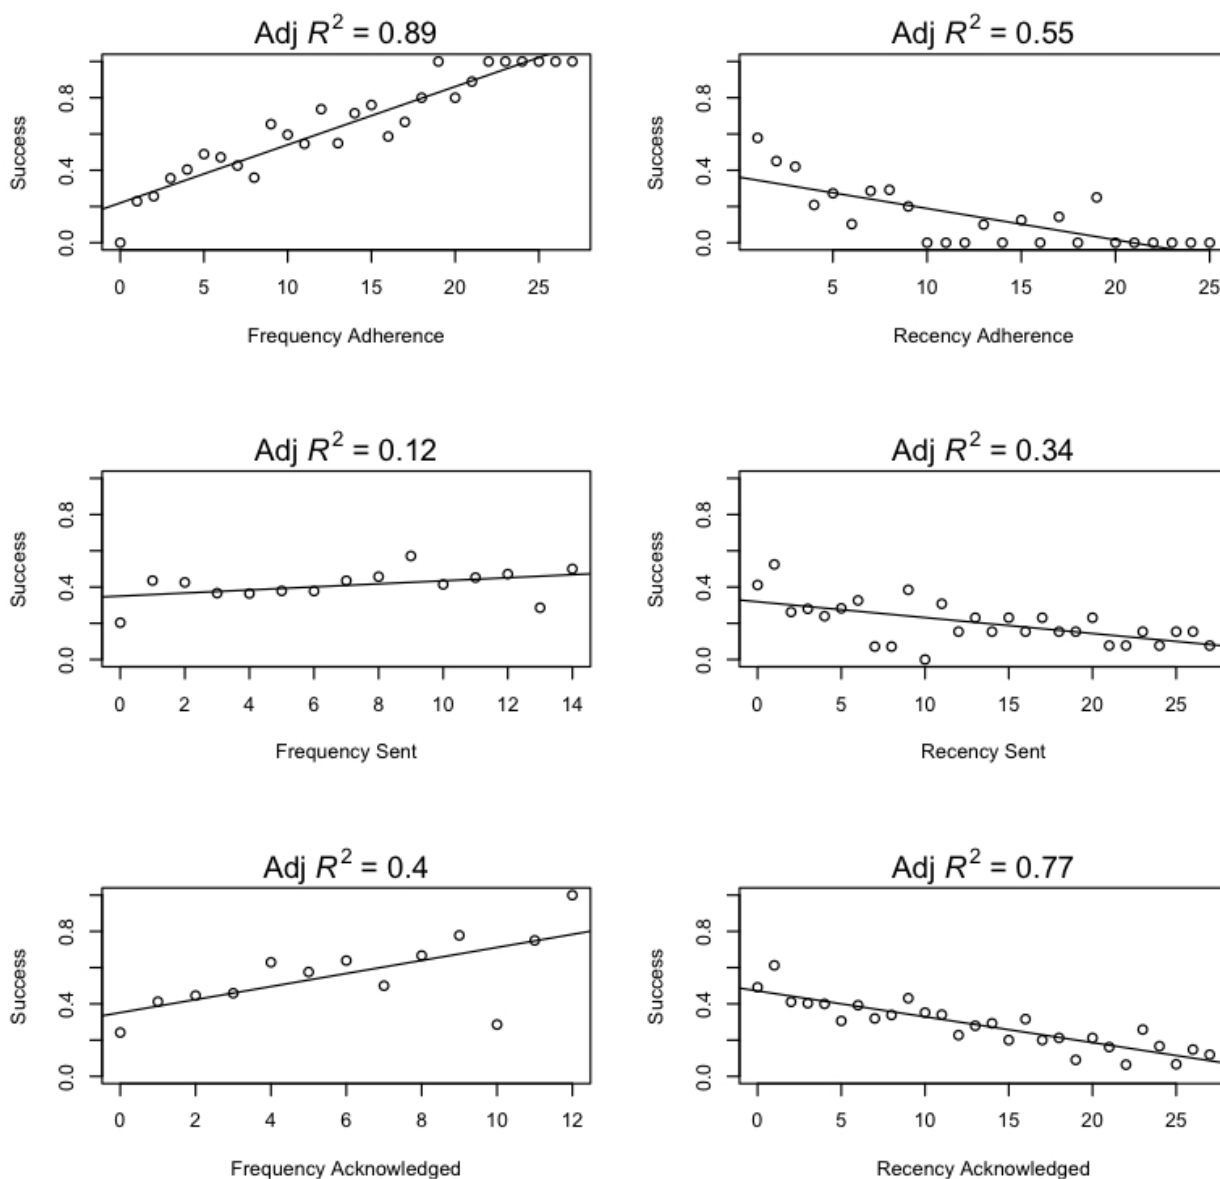 Adj R² = 0.89
Success
0.0 0.4 0.8
0 5 10 15 20 25
Frequency Adherence
Adj R² = 0.55
Success
0.0 0.4 0.8
5 10 15 20 25
Recency Adherence
Adj R² = 0.12
Success
0.0 0.4 0.8
0 2 4 6 8 10 12 14
Frequency Sent
Adj R² = 0.34
Success
0.0 0.4 0.8
0 5 10 15 20 25
Recency Sent
Adj R² = 0.4
Success
0.0 0.4 0.8
0 2 4 6 8 10 12
Frequency Acknowledged
Adj R² = 0.77
Success
0.0 0.4 0.8
0 5 10 15 20 25
Recency Acknowledged